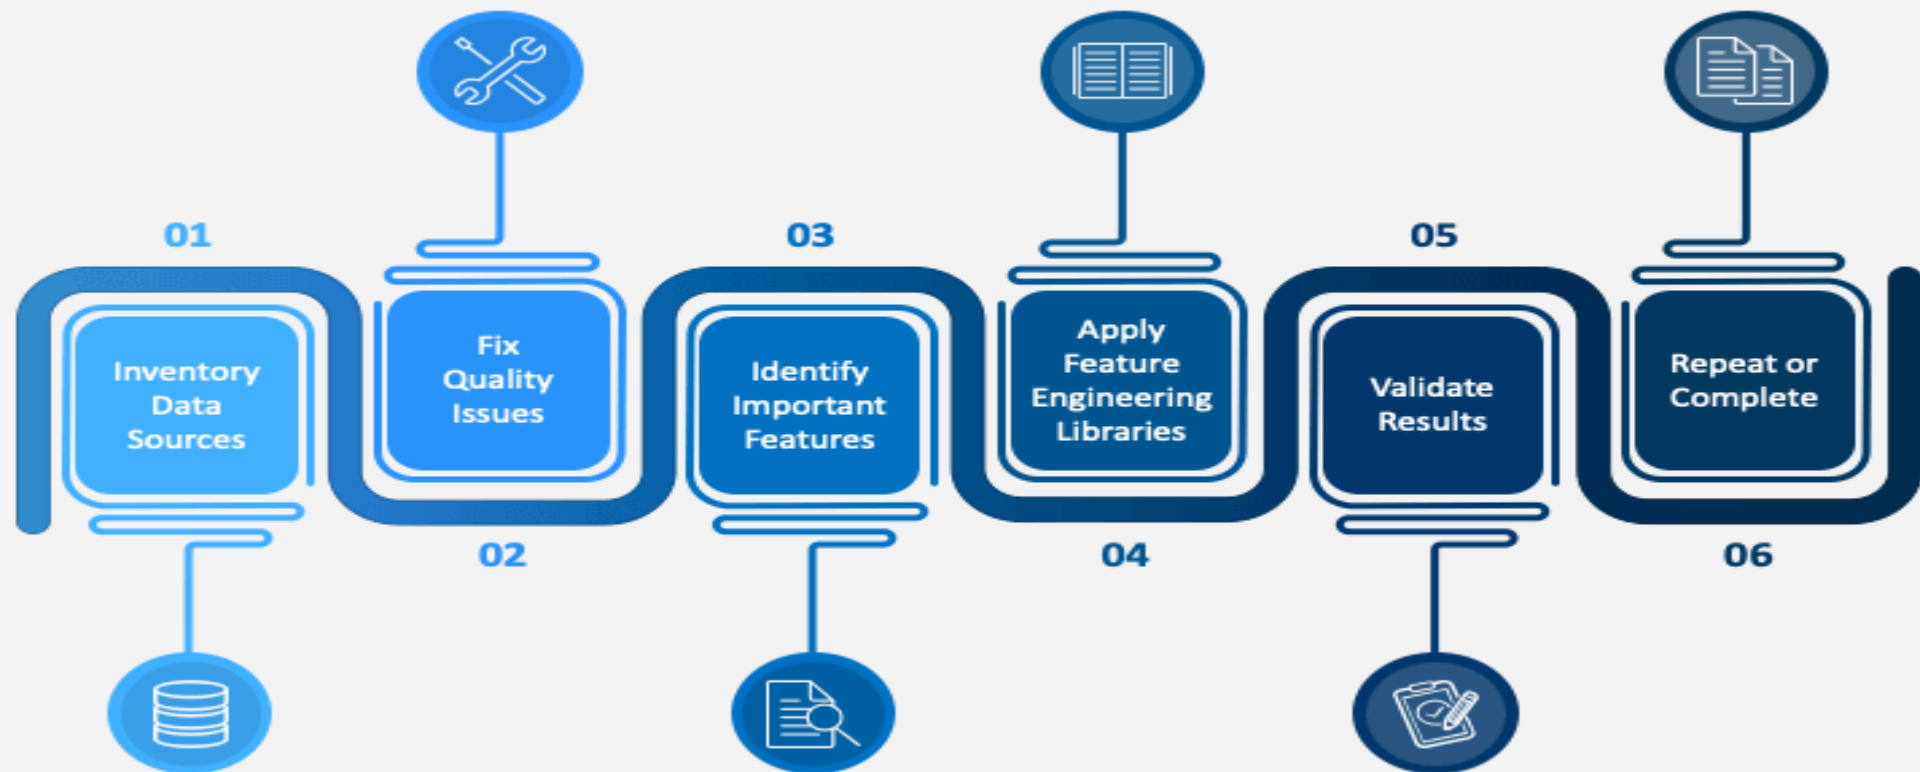 01
Inventory
Data
Sources
02
Fix
Quality
Issues
03
Identify
Important
Features
04
Apply
Feature
Engineering
Libraries
05
Validate
Results
06
Repeat or
Complete